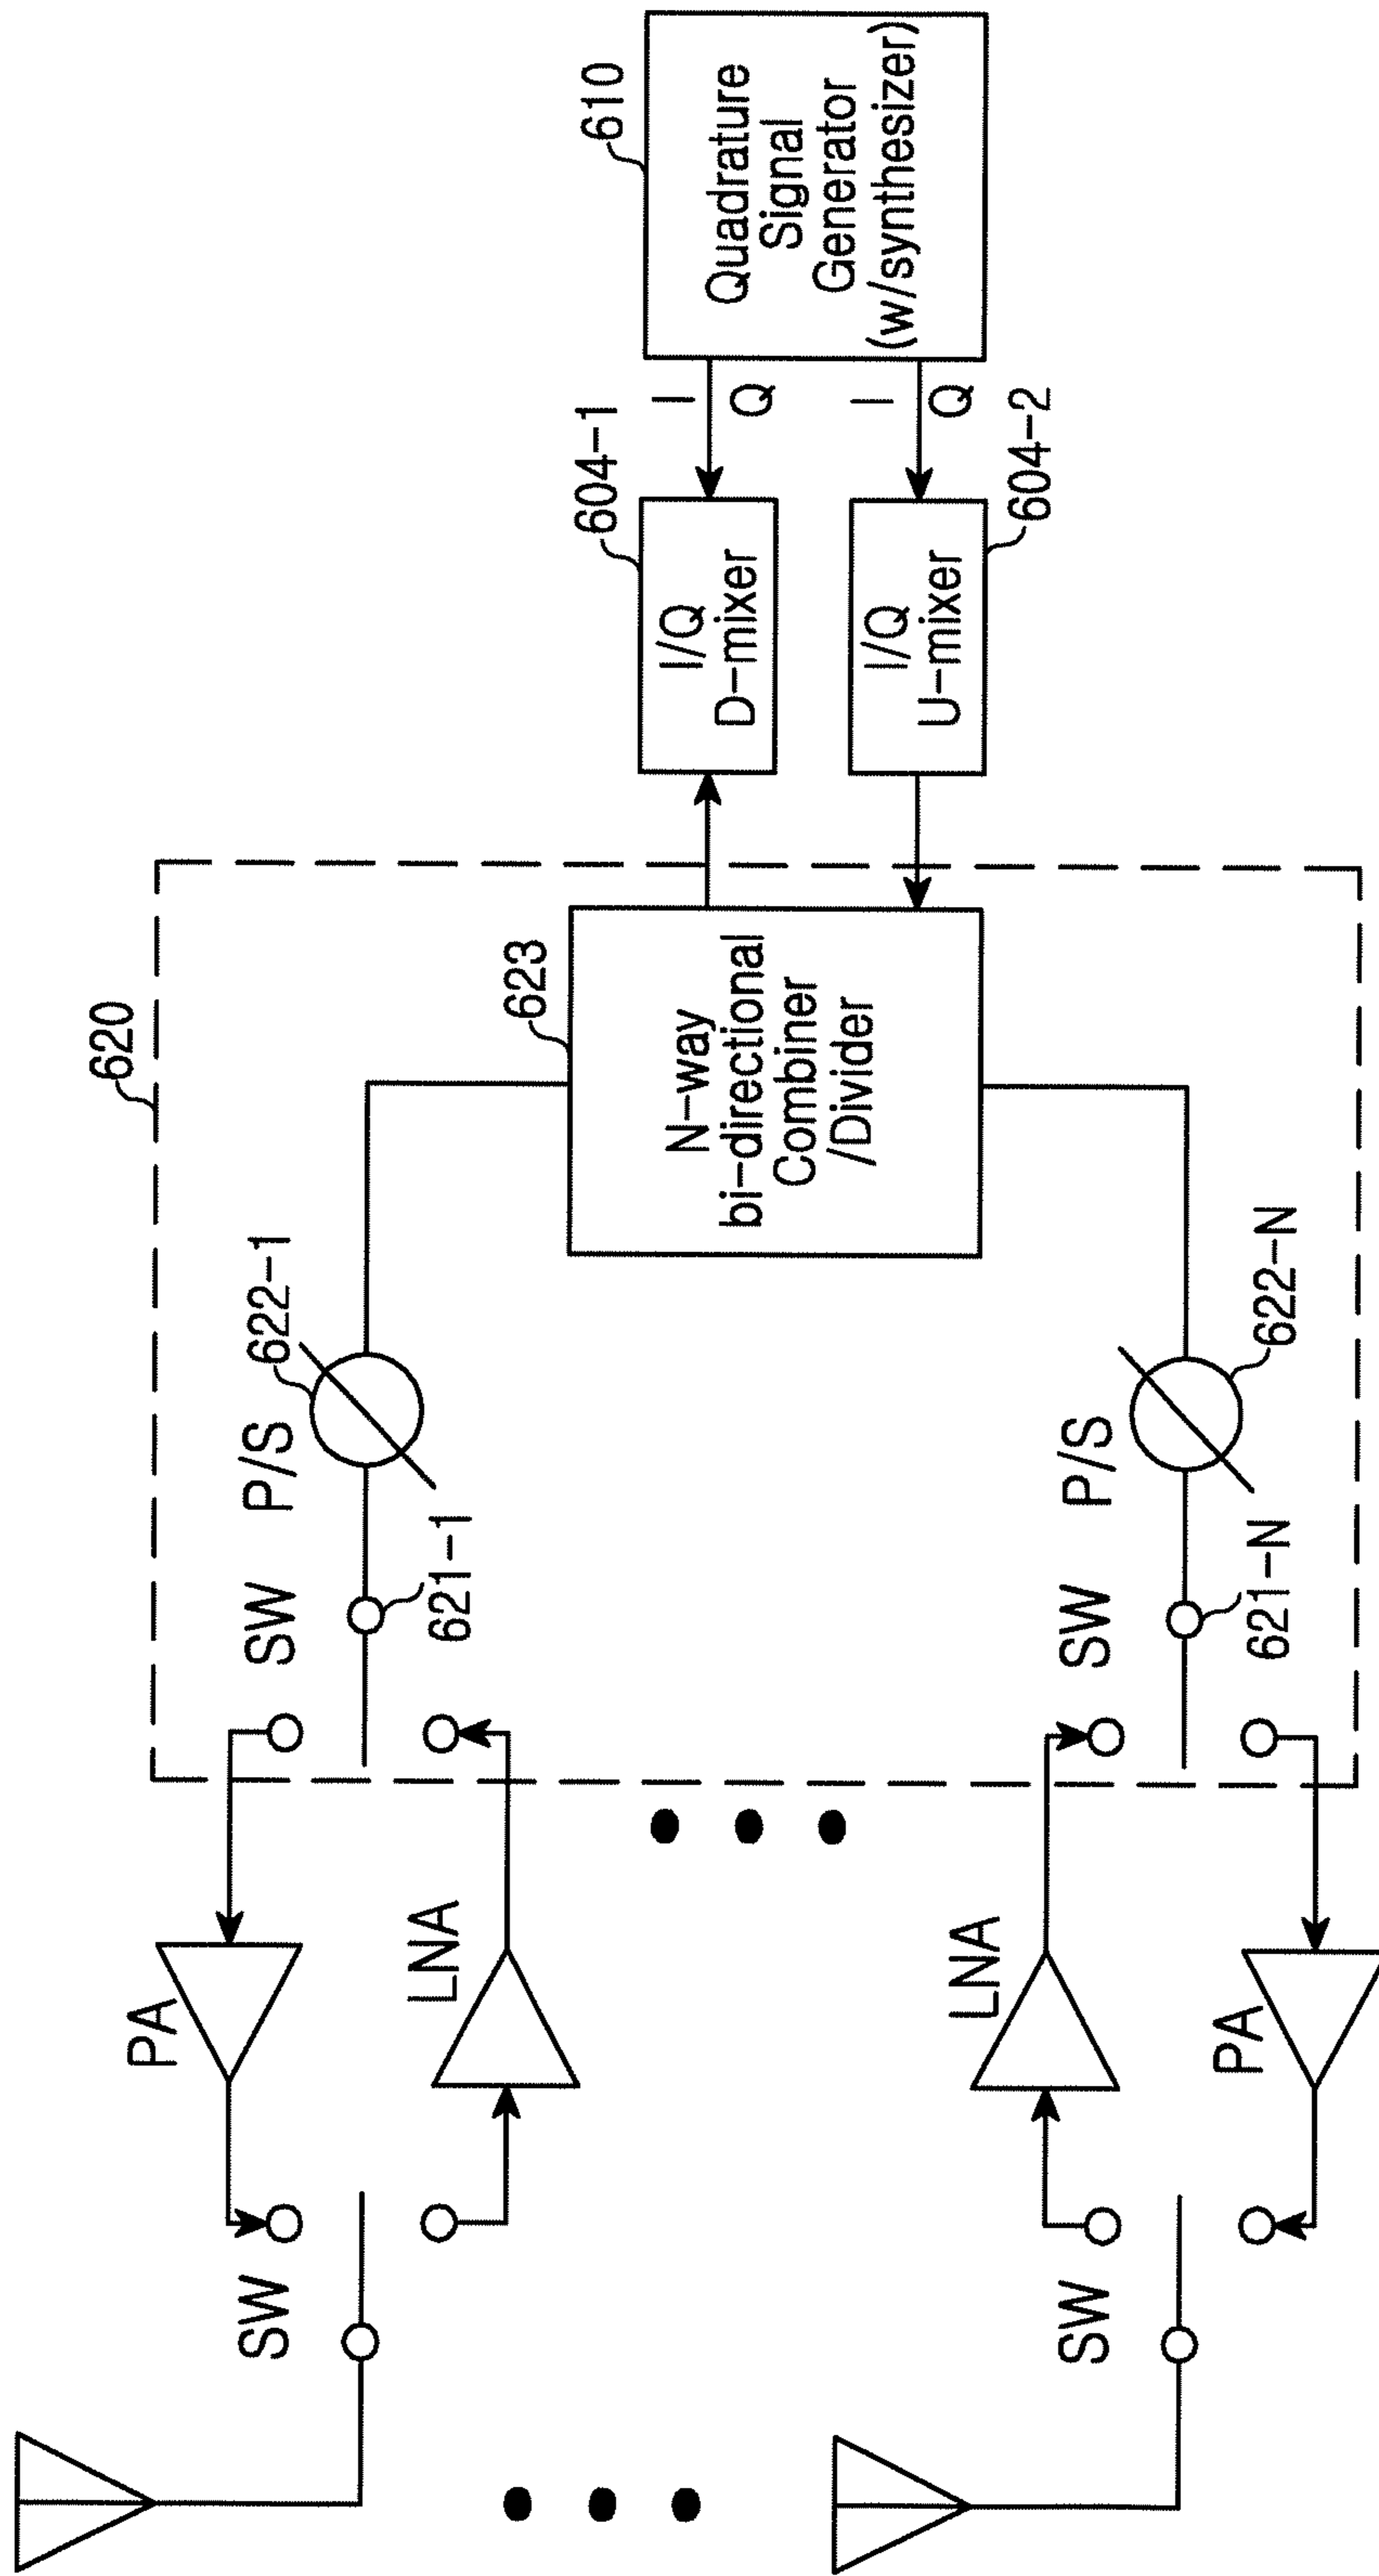 620
SW
PA
SW
P/S
622-1
621-1
LNA
623
N-way
bi-directional
Combiner
/Divider
604-1
I/Q
D-mixer
I
Q
610
Quadrature
Signal
Generator
(w/synthesizer)
I/Q
U-mixer
604-2
I
Q
SW
LNA
PA
SW
P/S
621-N
622-N